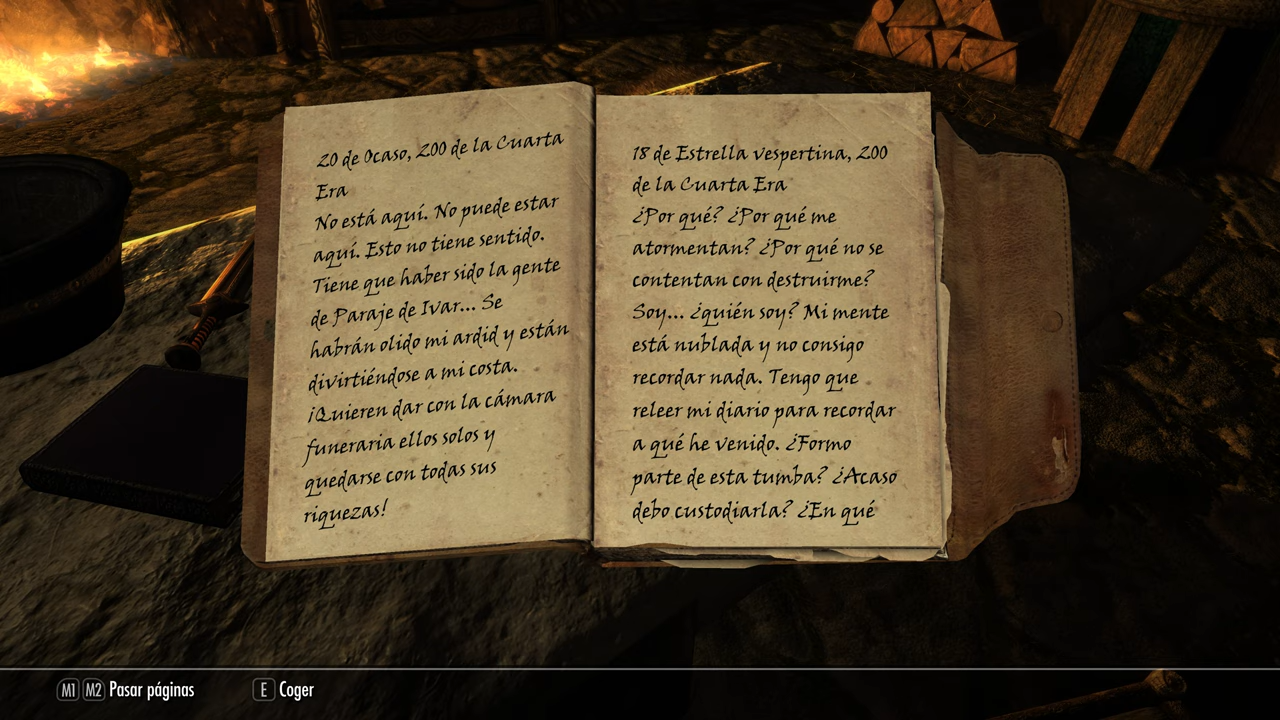 20 de Ocaso, 200 de la Cuarta
Era
No está aquí. No puede estar
aquí. Esto no tiene sentido.
Tiene que haber sido la gente
de Paraje de Ivar... Se
habrán olido mi ardid y están
divirtiéndose a mi costa.
¡Quieren dar con la cámara
funeraria ellos solos y
quedarse con todas sus
riquezas!
18 de Estrella vespertina, 200
de la Cuarta Era
¿Por qué? ¿Por qué me
atormentan? ¿Por qué no se
contentan con destruirme?
Soy... ¿quién soy? Mi mente
está nublada y no consigo
recordar nada. Tengo que
releer mi diario para recordar
a qué he venido. ¿Formo
parte de esta tumba? ¿Acaso
debo custodiarla? ¿En qué
M1 M2 Pasar páginas E Coger